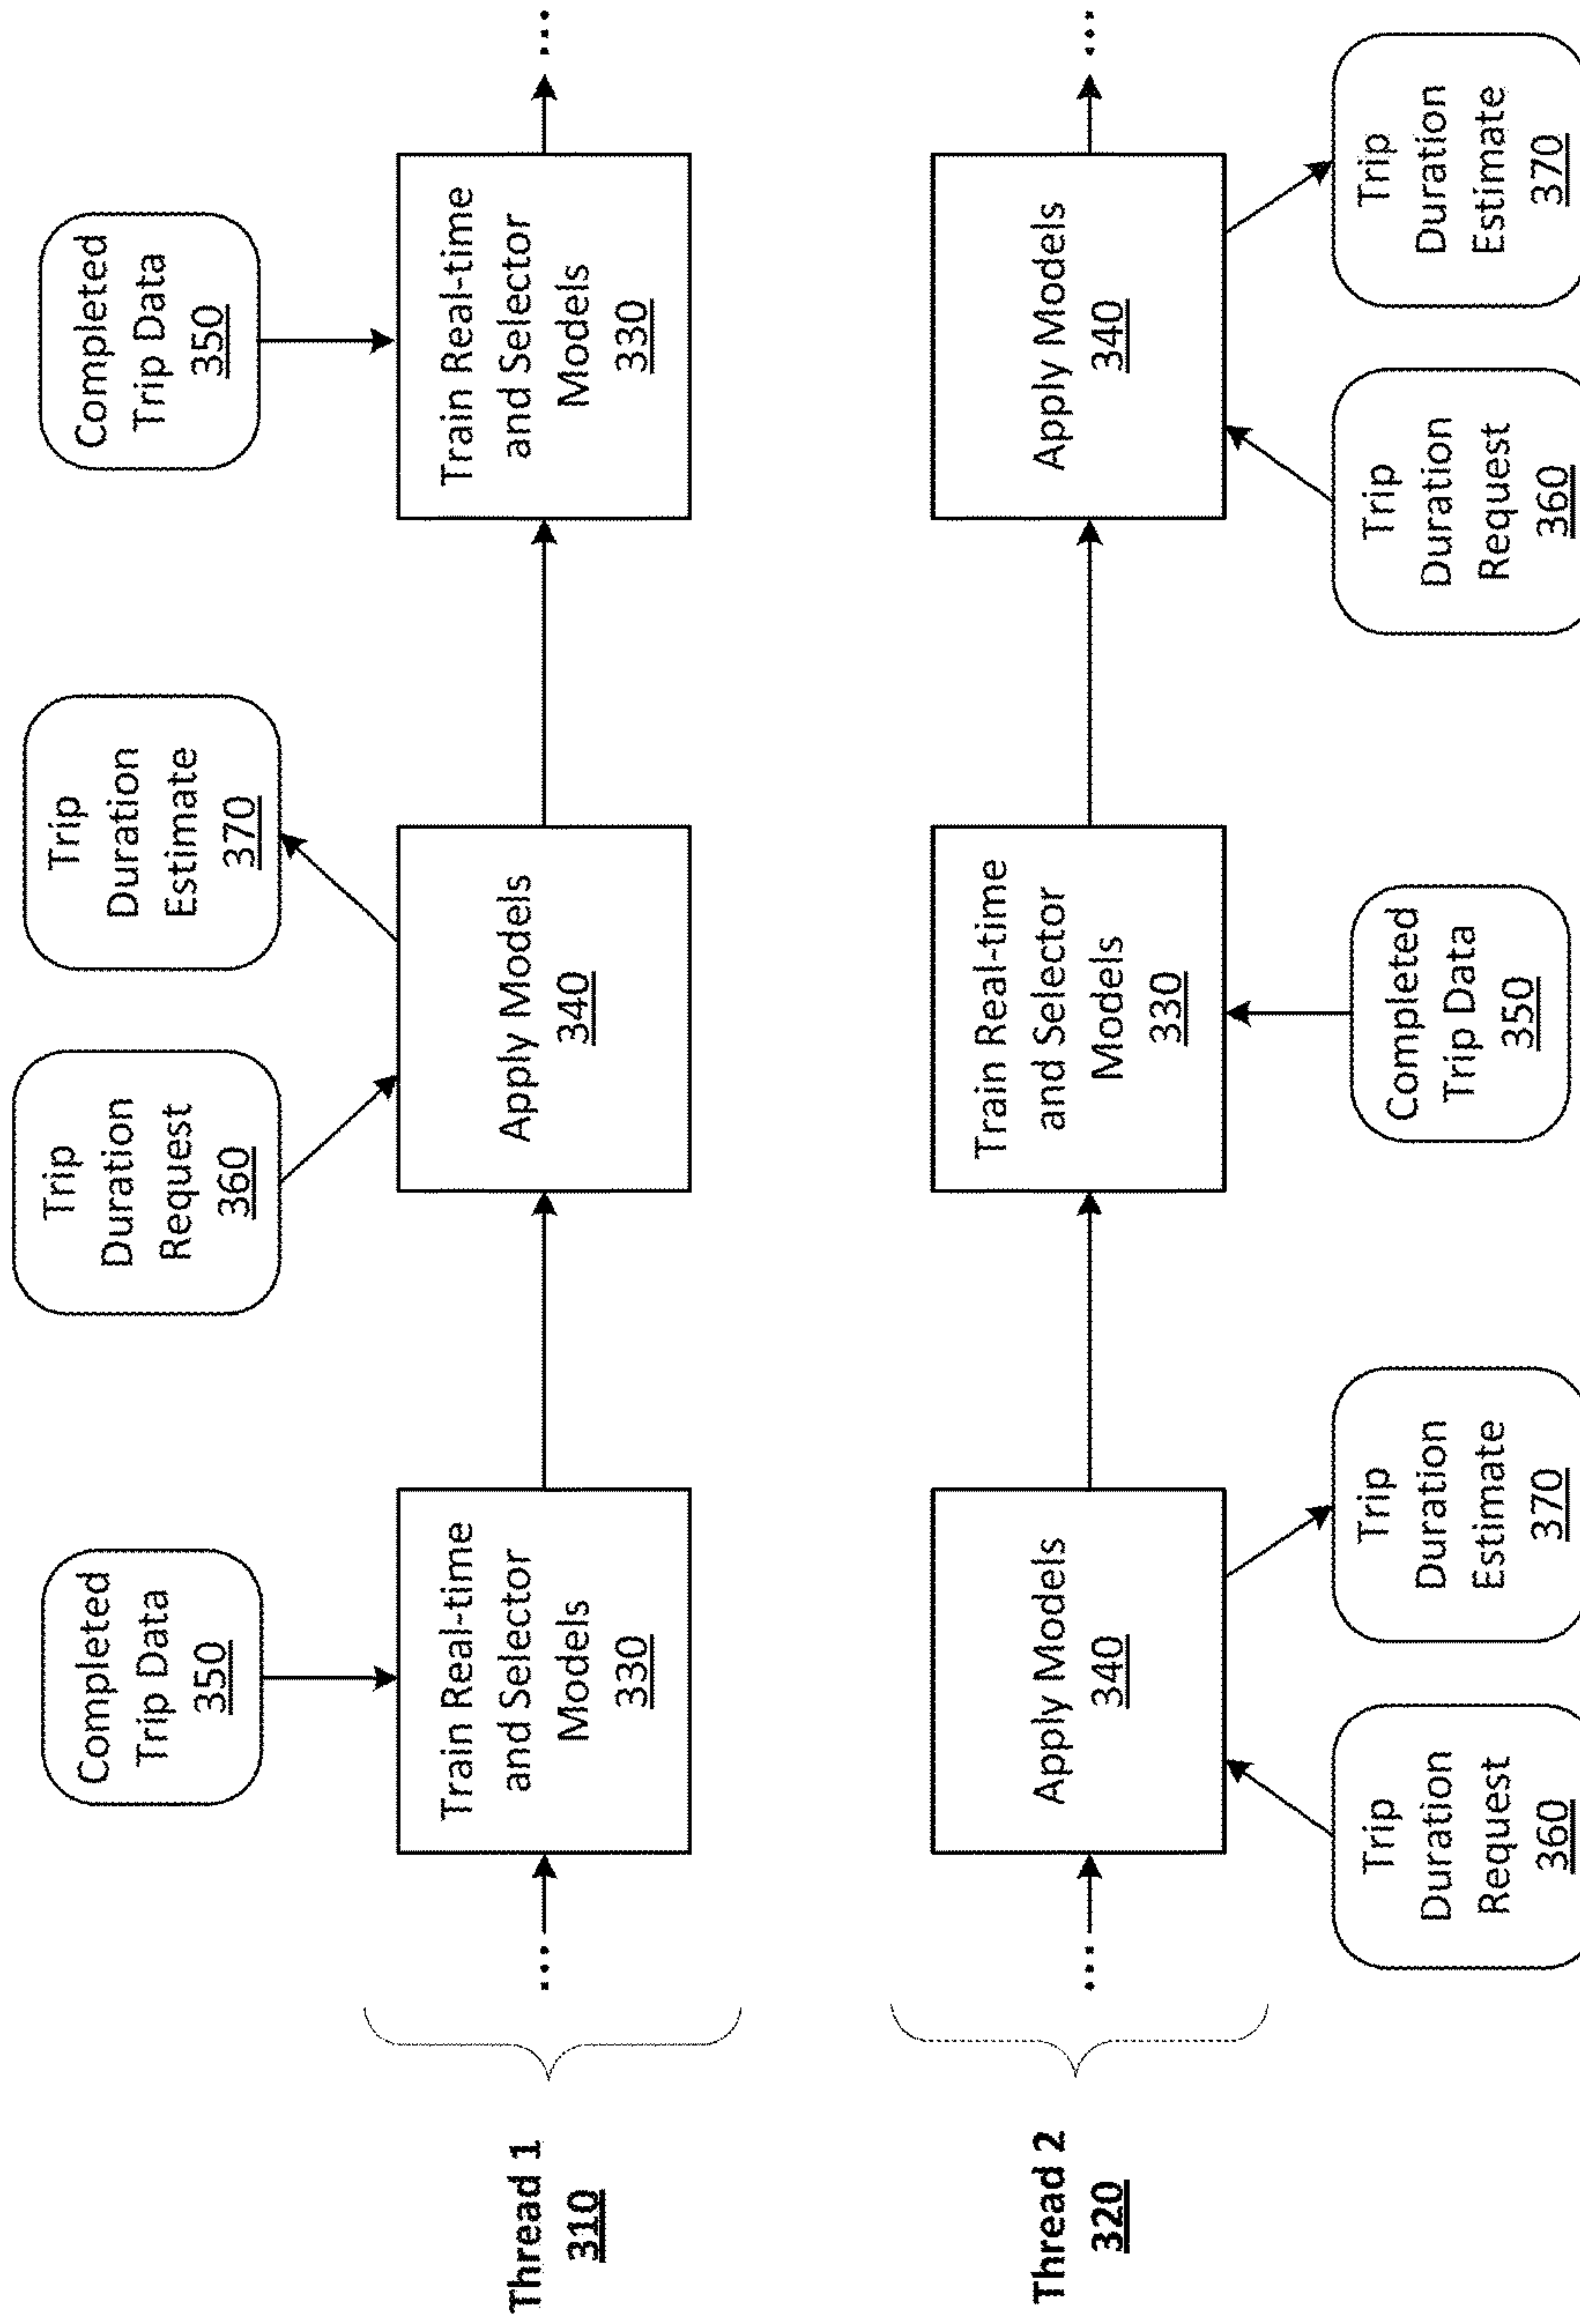 Completed
Trip Data
350
Trip
Duration
Request
360
Trip
Duration
Estimate
370
Completed
Trip Data
350
Thread 1
310
...
Train Real-time
and Selector
Models
330
Apply Models
340
Train Real-time
and Selector
Models
330
...
Thread 2
320
...
Apply Models
340
Train Real-time
and Selector
Models
330
Apply Models
340
...
Trip
Duration
Request
360
Trip
Duration
Estimate
370
Completed
Trip Data
350
Trip
Duration
Request
360
Trip
Duration
Estimate
370